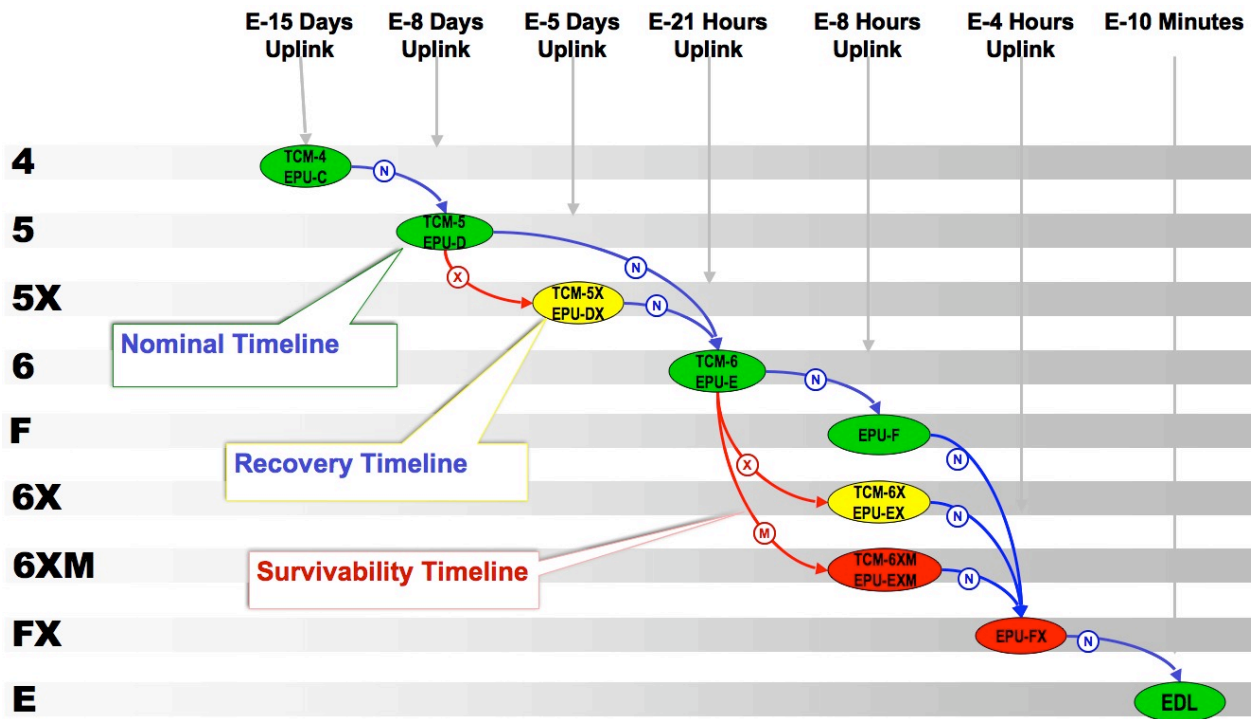 E-15 Days
Uplink
E-8 Days
Uplink
E-5 Days
Uplink
E-21 Hours
Uplink
E-8 Hours
Uplink
E-4 Hours
Uplink
E-10 Minutes
4
TCM-4
EPU-C
N
5
TCM-5
EPU-D
N
X
5X
TCM-5X
EPU-DX
N
Nominal Timeline
6
TCM-6
EPU-E
N
F
EPU-F
N
Recovery Timeline
X
6X
TCM-6X
EPU-EX
N
M
6XM
Survivability Timeline
TCM-6XM
EPU-EXM
N
FX
EPU-FX
N
E
EDL